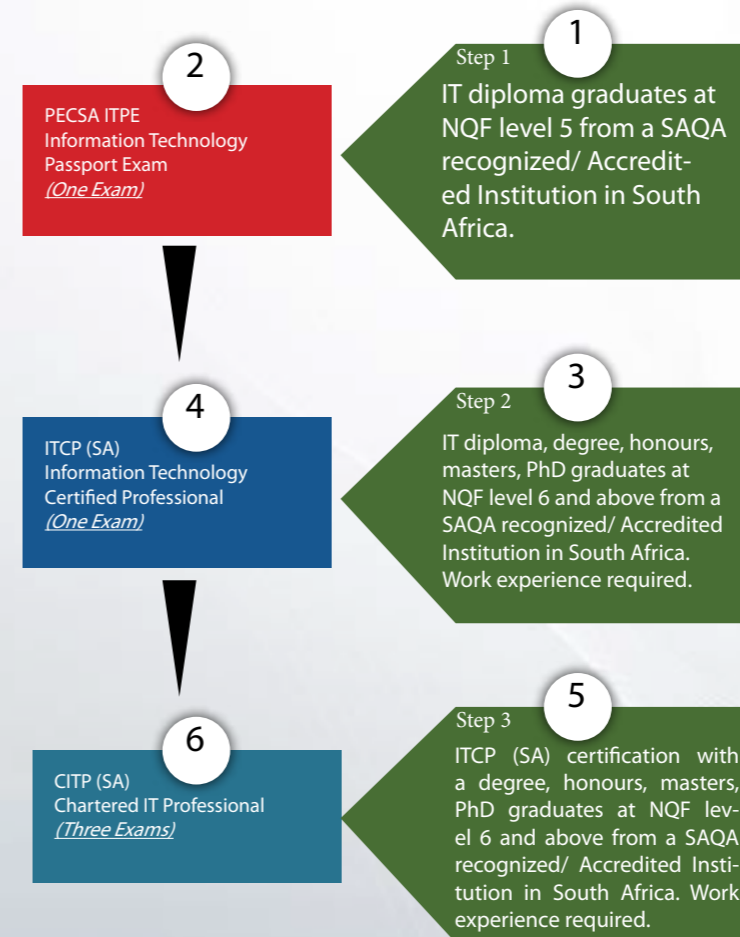 1
Step 1
IT diploma graduates at
NQF level 5 from a SAQA
recognized/ Accredit-
ed Institution in South
Africa.
2
PECSA ITPE
Information Technology
Passport Exam
(One Exam)
3
Step 2
IT diploma, degree, honours,
masters, PhD graduates at
NQF level 6 and above from a
SAQA recognized/ Accredited
Institution in South Africa.
Work experience required.
4
ITCP (SA)
Information Technology
Certified Professional
(One Exam)
5
Step 3
ITCP (SA) certification with
a degree, honours, masters,
PhD graduates at NQF lev-
el 6 and above from a SAQA
recognized/ Accredited Insti-
tution in South Africa. Work
experience required.
6
CITP (SA)
Chartered IT Professional
(Three Exams)